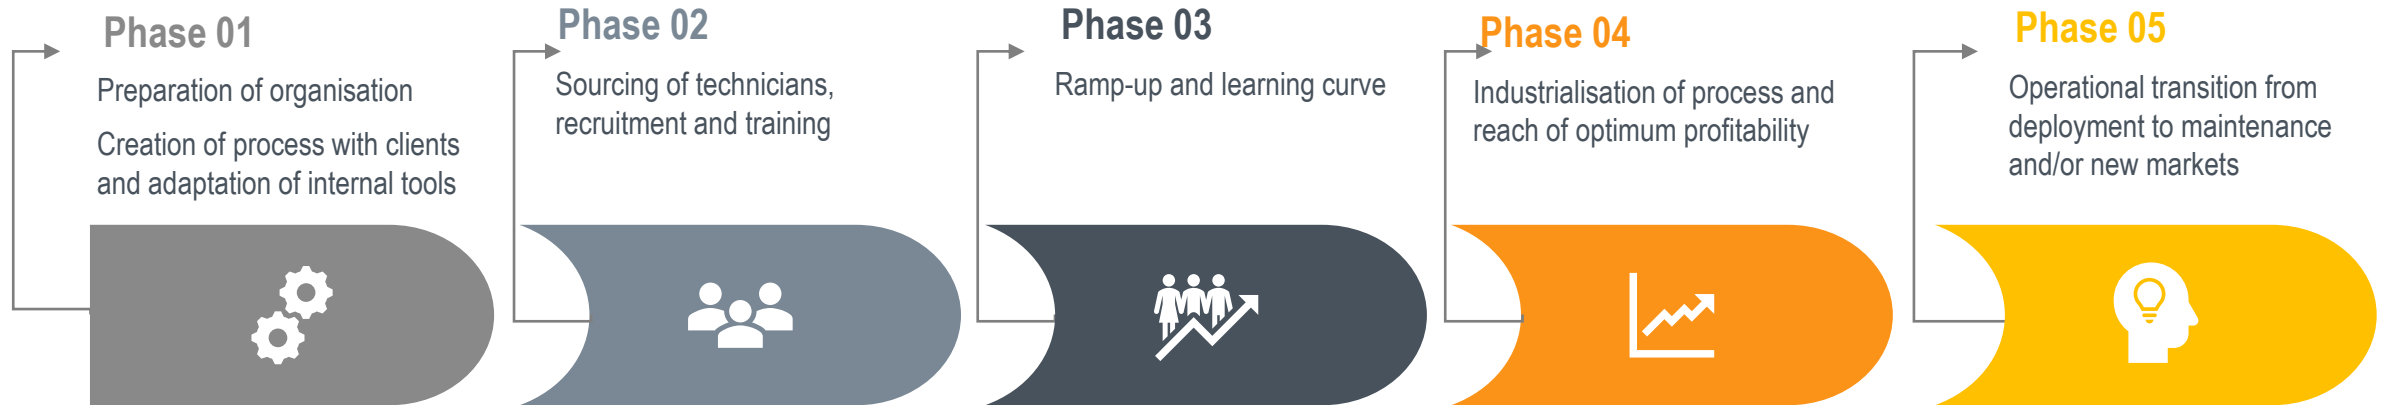 Phase 01
Preparation of organisation
Creation of process with clients
and adaptation of internal tools
Phase 02
Sourcing of technicians,
recruitment and training
Phase 03
Ramp-up and learning curve
Phase 04
Industrialisation of process and
reach of optimum profitability
Phase 05
Operational transition from
deployment to maintenance
and/or new markets